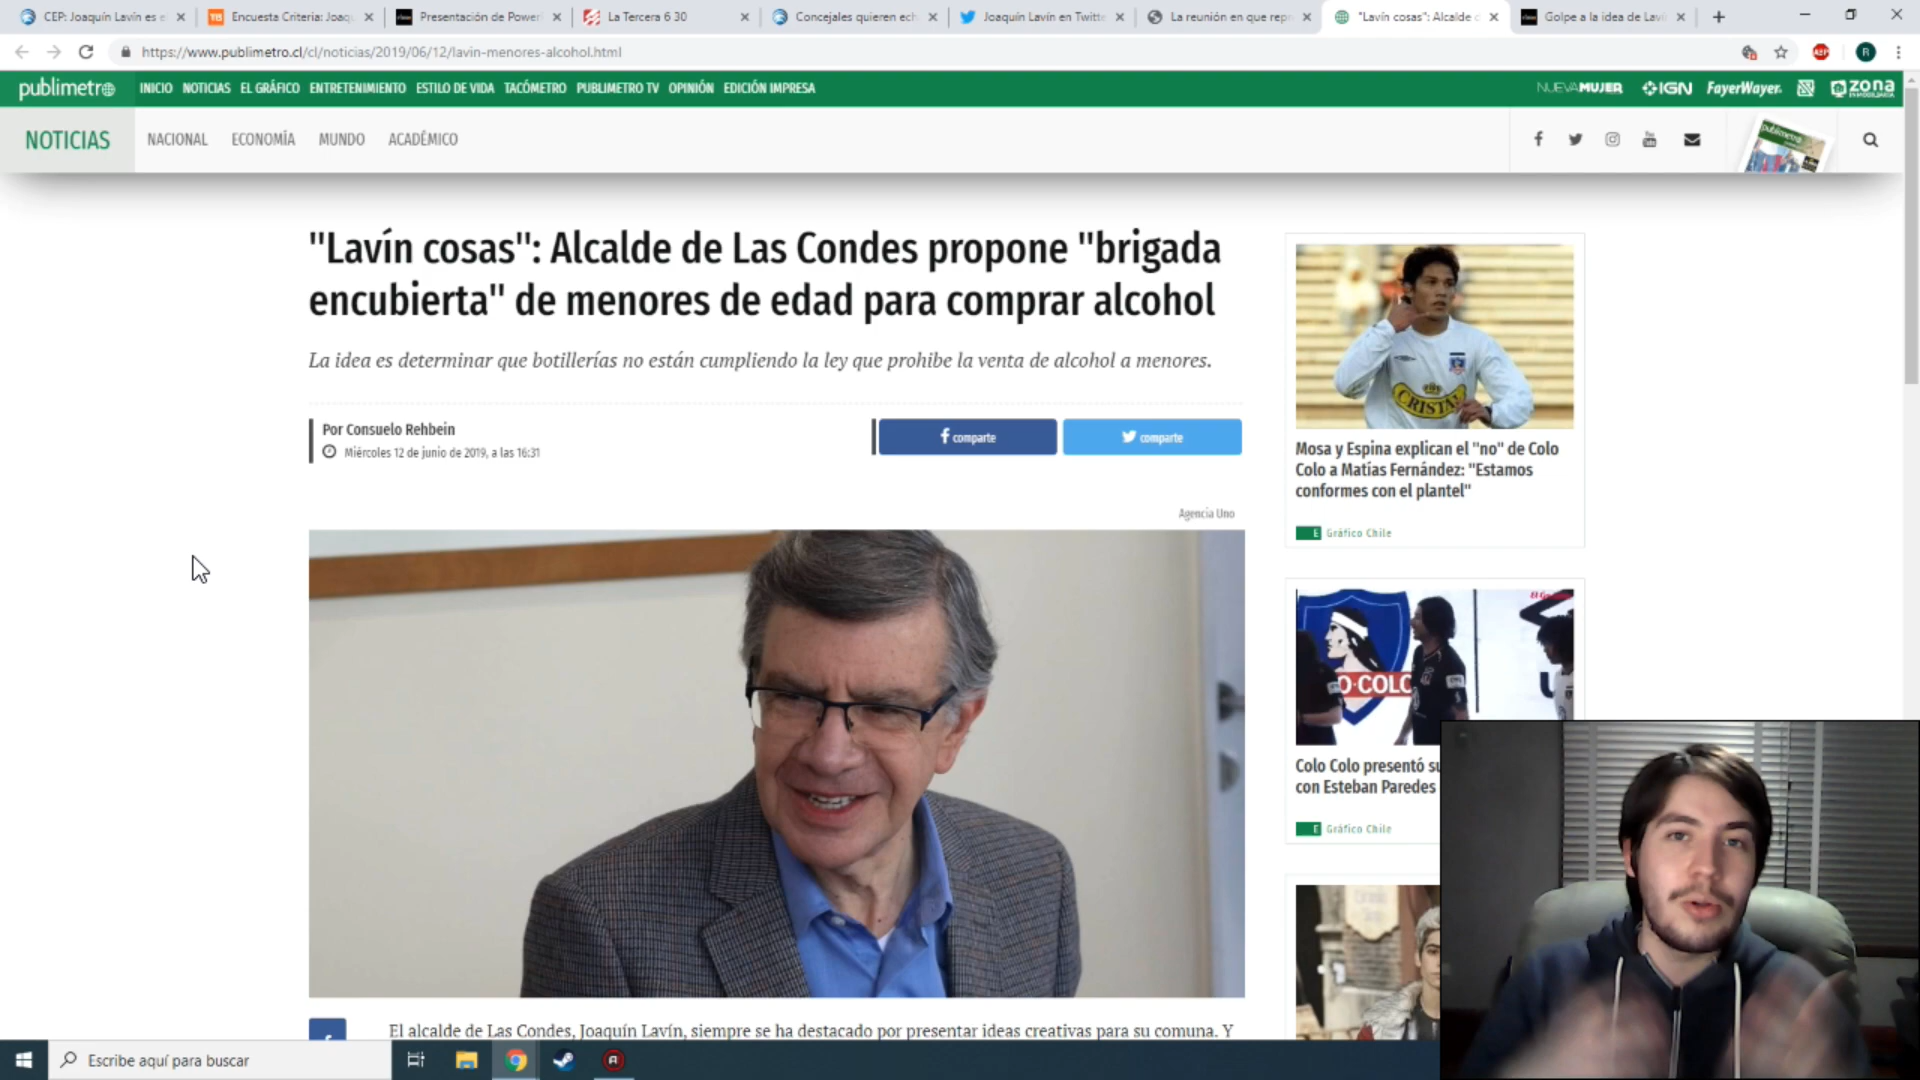 CEP: Joaquín Lavín es e
Encuesta Criteria: Joaqu
Presentación de Power
La Tercera 6 30
Concejales quieren ech
Joaquín Lavín en Twitte
La reunión en que repr
"Lavín cosas": Alcalde d
Golpe a la idea de Laví
https://www.publimetro.cl/cl/noticias/2019/06/12/lavin-menores-alcohol.html
ABP
R
publimetro
INICIO NOTICIAS EL GRÁFICO ENTRETENIMIENTO ESTILO DE VIDA TACÓMETRO PUBLIMETRO TV OPINIÓN EDICIÓN IMPRESA
NUEVAMUJER IGN FayerWayer. zona
NOTICIAS
NACIONAL ECONOMÍA MUNDO ACADÉMICO
publimetro
"Lavín cosas": Alcalde de Las Condes propone "brigada
encubierta" de menores de edad para comprar alcohol
La idea es determinar que botillerías no están cumpliendo la ley que prohibe la venta de alcohol a menores.
Por Consuelo Rehbein
Miércoles 12 de junio de 2019, a las 16:31
comparte
comparte
Agencia Uno
CRISTAL
Mosa y Espina explican el "no" de Colo
Colo a Matías Fernández: "Estamos
conformes con el plantel"
E Gráfico Chile
O-COLO
Colo Colo presentó su
con Esteban Paredes
E Gráfico Chile
El alcalde de Las Condes, Joaquín Lavín, siempre se ha destacado por presentar ideas creativas para su comuna. Y
Escribe aquí para buscar